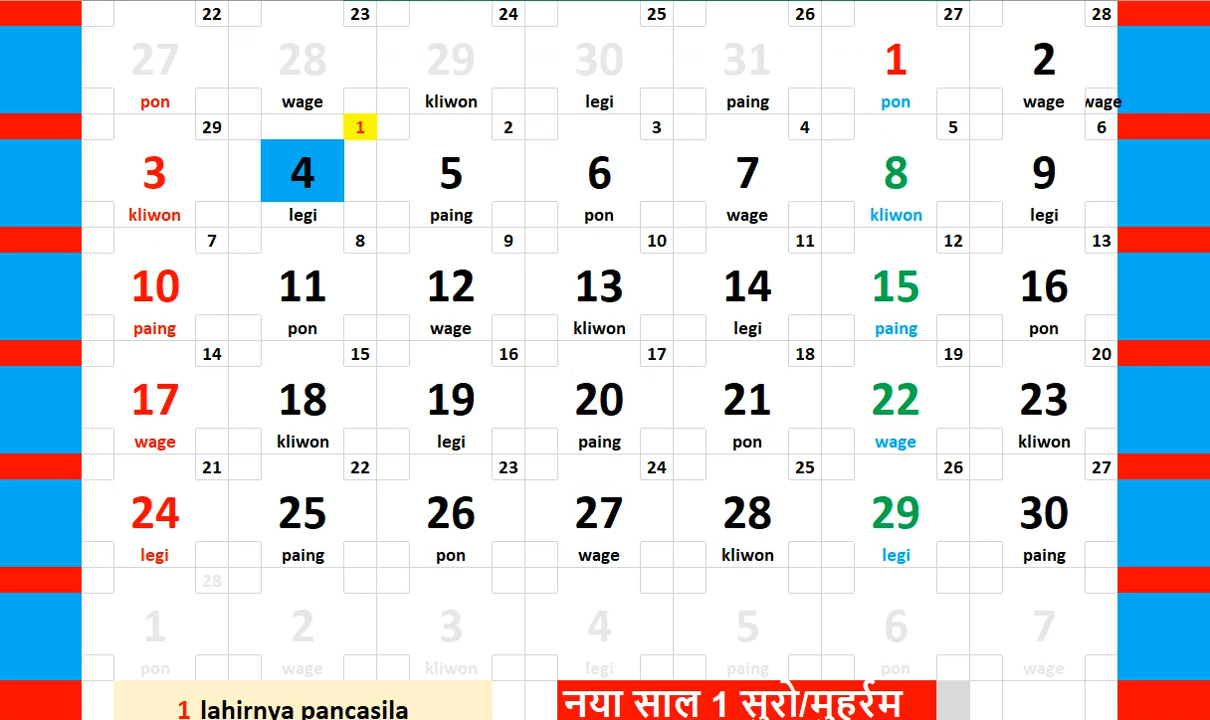 22 23 24 25 26 27 28
27 28 29 30 31 1 2
pon wage kliwon legi paing pon wage wage
29 1 2 3 4 5 6
3 4 5 6 7 8 9
kliwon legi paing pon wage kliwon legi
7 8 9 10 11 12 13
10 11 12 13 14 15 16
paing pon wage kliwon legi paing pon
14 15 16 17 18 19 20
17 18 19 20 21 22 23
wage kliwon legi paing pon wage kliwon
21 22 23 24 25 26 27
24 25 26 27 28 29 30
legi paing pon wage kliwon legi paing
28
1 2 3 4 5 6 7
pon wage kliwon legi paing pon wage
1 lahirnya pancasila
नया साल 1 सुरो/मुहर्रम